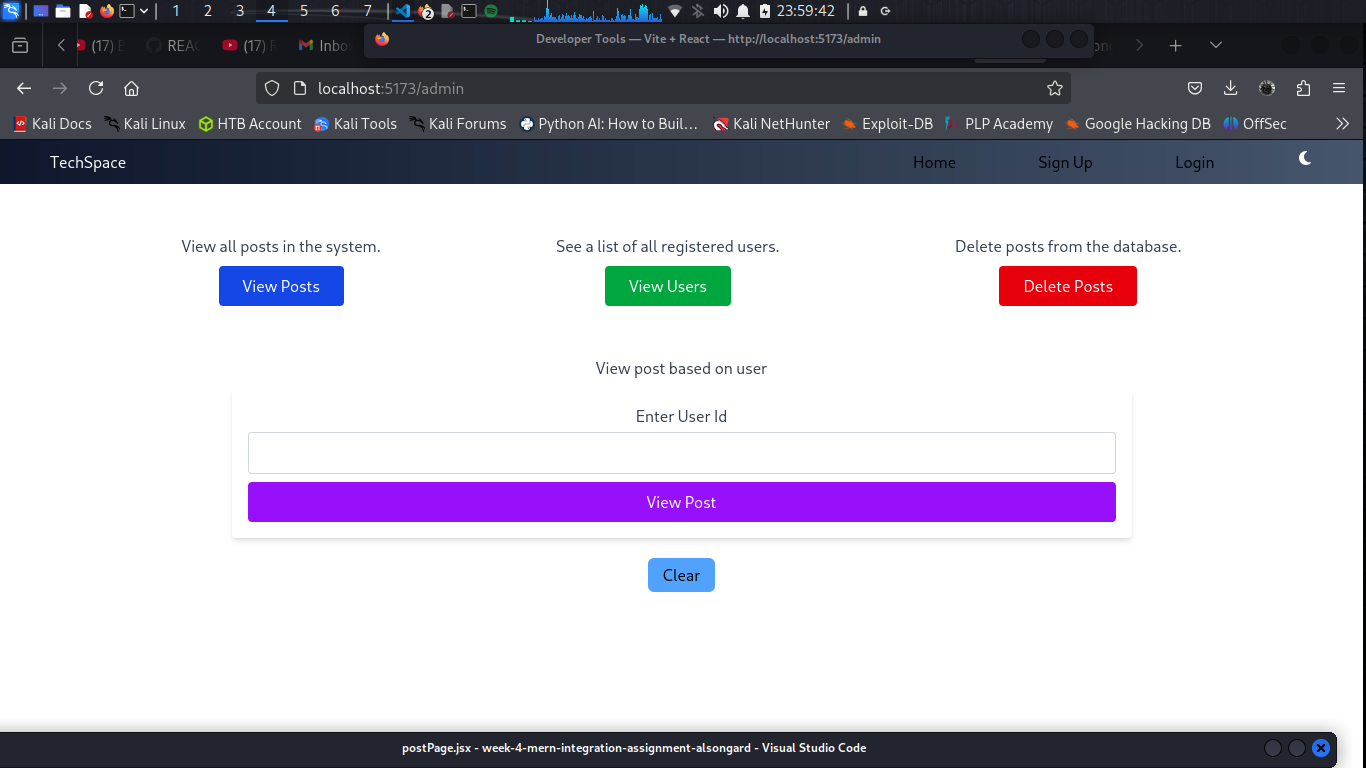 1 2 3 4 5 6 7 2 23:59:42
(17) (17) Inbo
Developer Tools — Vite + React — http://localhost:5173/admin
localhost:5173/admin
Kali Docs Kali Linux HTB Account Kali Tools Kali Forums Python AI: How to Buil… Kali NetHunter Exploit-DB PLP Academy Google Hacking DB OffSec
TechSpace Home Sign Up Login
View all posts in the system. See a list of all registered users. Delete posts from the database.
View Posts View Users Delete Posts
View post based on user
Enter User Id
View Post
Clear
postPage.jsx - week-4-mern-integration-assignment-alsongard - Visual Studio Code